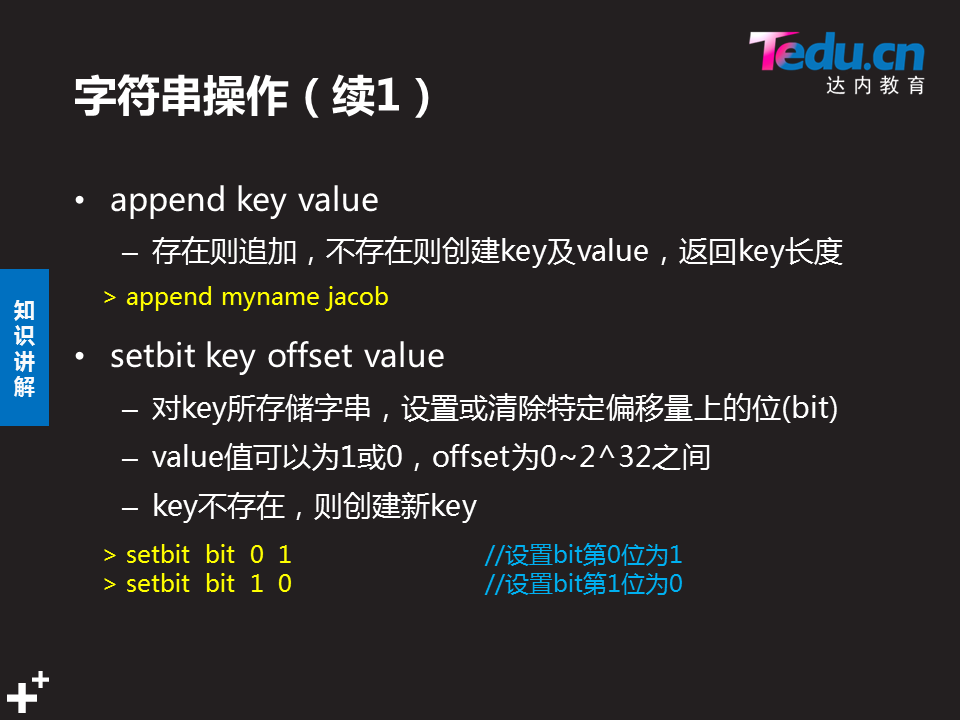 Tedu.cn
达内教育
字符串操作（续1）
• append key value
– 存在则追加，不存在则创建key及value，返回key长度
> append myname jacob
知识讲解
• setbit key offset value
– 对key所存储字串，设置或清除特定偏移量上的位(bit)
– value值可以为1或0，offset为0~2^32之间
– key不存在，则创建新key
> setbit bit 0 1 //设置bit第0位为1
> setbit bit 1 0 //设置bit第1位为0